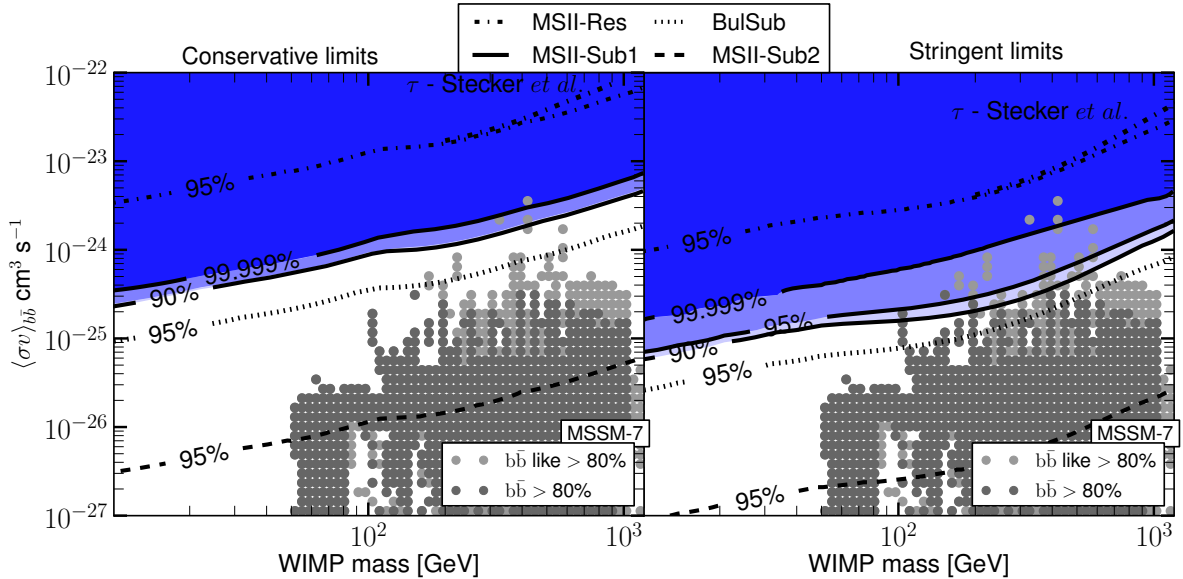 MSII-Res BulSub
MSII-Sub1 MSII-Sub2
Conservative limits
Stringent limits
τ - Stecker et al.
τ - Stecker et al.
10⁻²²
10⁻²³
10⁻²⁴
10⁻²⁵
10⁻²⁶
10⁻²⁷
⟨σv⟩bb̄ cm³ s⁻¹
95%
99.999%
90%
95%
95%
MSSM-7
bb̄ like > 80%
bb̄ > 80%
10²
10³
WIMP mass [GeV]
95%
99.999%
95%
90%
95%
95%
MSSM-7
bb̄ like > 80%
bb̄ > 80%
10²
10³
WIMP mass [GeV]